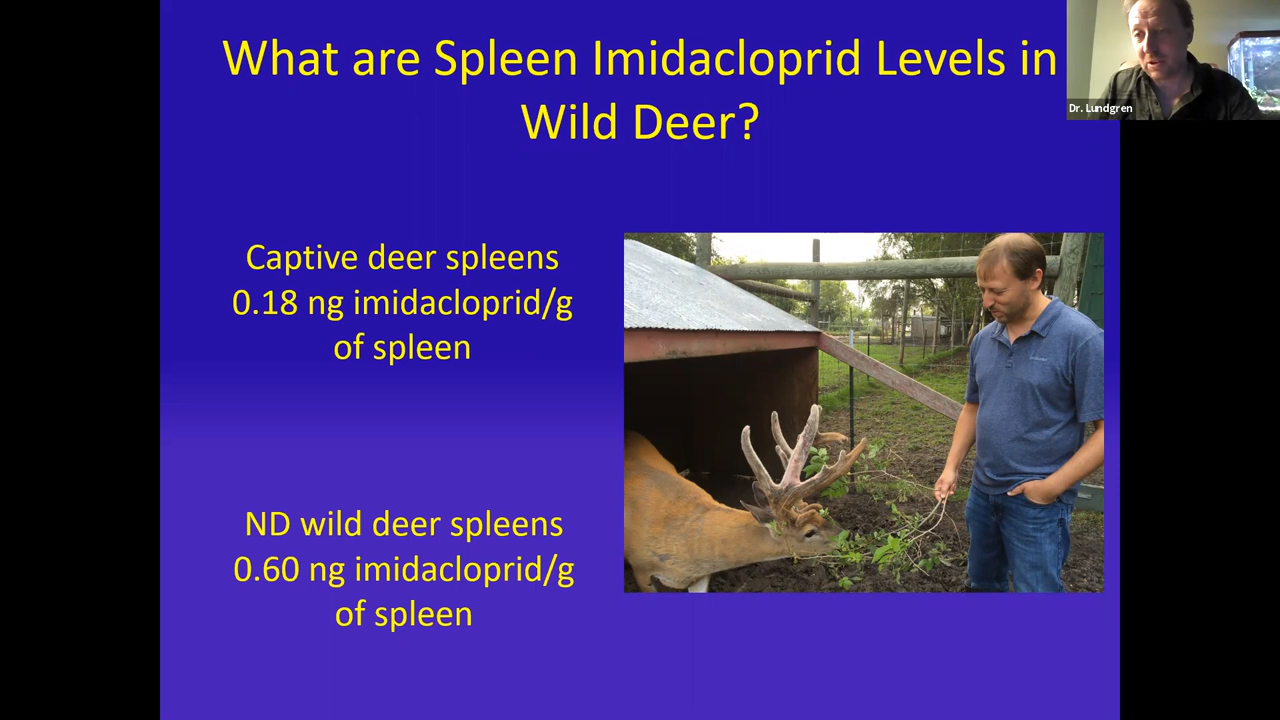 What are Spleen Imidacloprid Levels in
Wild Deer?
Dr. Lundgren
Captive deer spleens
0.18 ng imidacloprid/g
of spleen
ND wild deer spleens
0.60 ng imidacloprid/g
of spleen